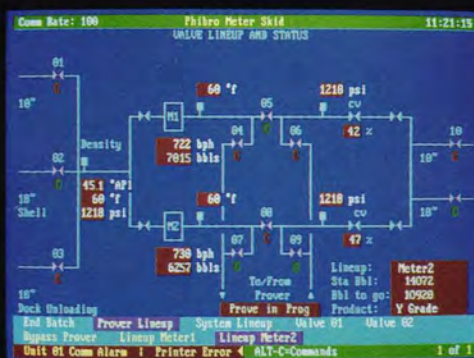 Comm Rate: 100 Phibro Meter Skid 11:21:15
VALVE LINEUP AND STATUS
01
10"
60 °f
1218 psi
05
CV
M1
04
06
42 %
10
10"
Density
722 bph
7015 bbls
02
45.1 °API
60 °f
1218 psi
18"
Shell
60 °f
1218 psi
08
CV
M2
47 %
18"
03
730 bph
6257 bbls
07
09
To/From
Prover
18"
Dock Unloading
Prove in Prog
Lineup: Meter2
Sta Bbl: 14072
Bbl to go: 10928
Product: Y Grade
End Batch Prover Lineup System Lineup Valve 01 Valve 02
Bypass Prover Lineup Meter1 Lineup Meter2
Unit 01 Comm Alarm Printer Error ALT-C=Commands 1 of